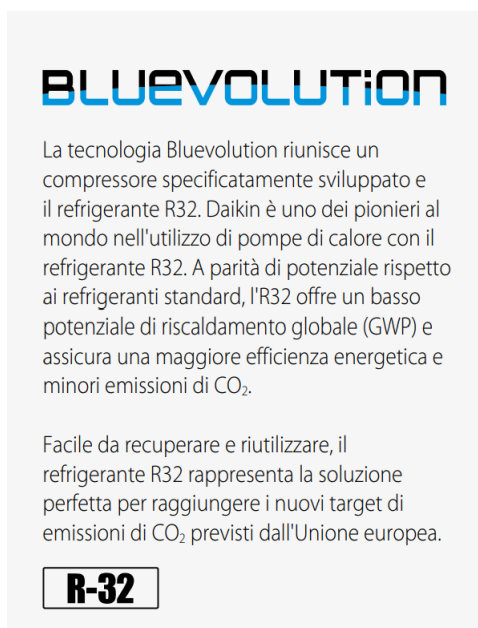 BLUEVOLUTiON
La tecnologia Bluevolution riunisce un
compressore specificatamente sviluppato e
il refrigerante R32. Daikin è uno dei pionieri al
mondo nell'utilizzo di pompe di calore con il
refrigerante R32. A parità di potenziale rispetto
ai refrigeranti standard, l'R32 offre un basso
potenziale di riscaldamento globale (GWP) e
assicura una maggiore efficienza energetica e
minori emissioni di CO₂.
Facile da recuperare e riutilizzare, il
refrigerante R32 rappresenta la soluzione
perfetta per raggiungere i nuovi target di
emissioni di CO₂ previsti dall'Unione europea.
R-32